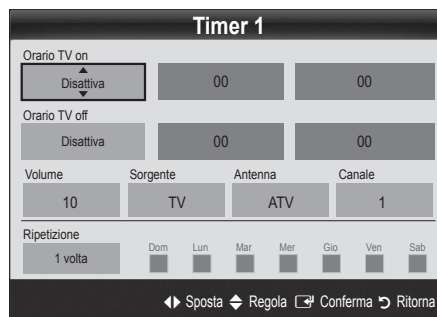 Timer 1
Orario TV on
Disattiva 00 00
Orario TV off
Disattiva 00 00
Volume Sorgente Antenna Canale
10 TV ATV 1
Ripetizione
1 volta Dom Lun Mar Mer Gio Ven Sab
Sposta Regola Conferma Ritorna